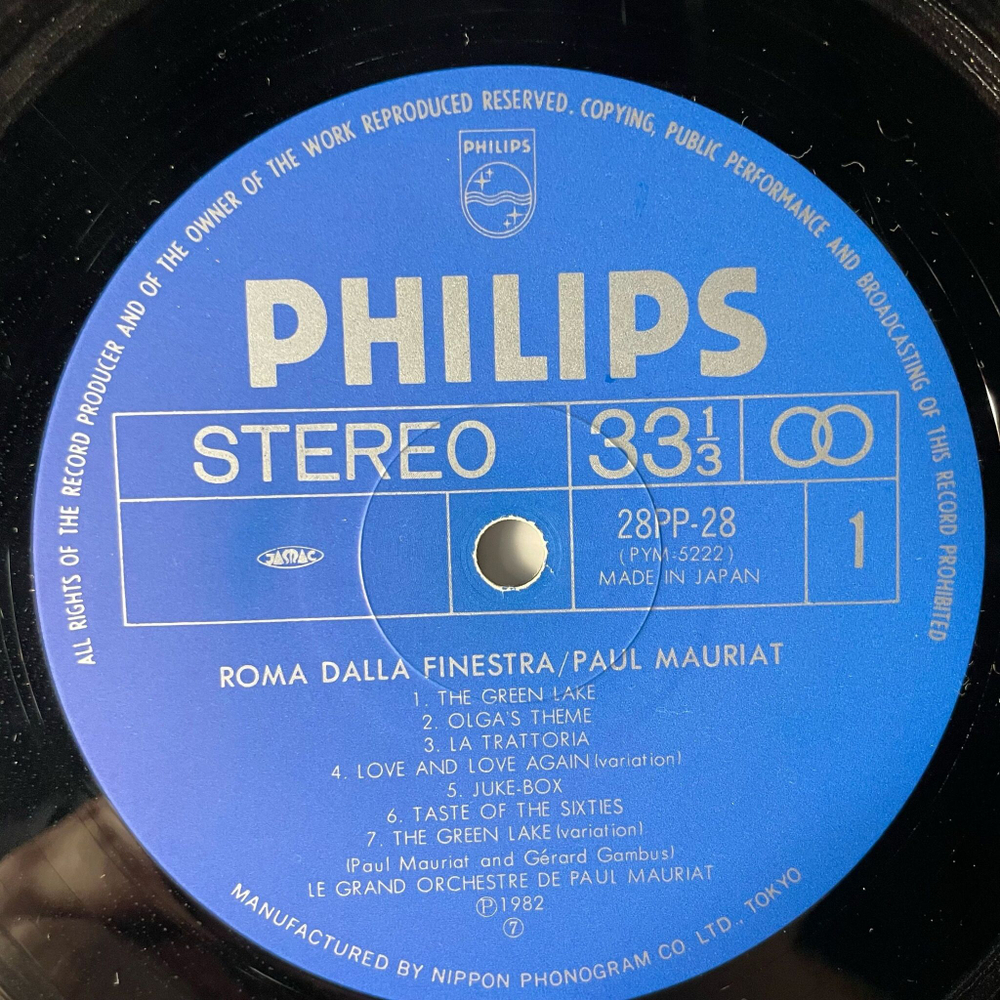 ALL RIGHTS OF THE RECORD PRODUCER AND OF THE OWNER OF THE WORK REPRODUCED RESERVED. COPYING, PUBLIC PERFORMANCE AND BROADCASTING OF THIS RECORD PROHIBITED
PHILIPS
PHILIPS
STEREO 33 1/3
JASRAC
28PP-28
(PYM-5222)
MADE IN JAPAN
1
ROMA DALLA FINESTRA/PAUL MAURIAT
1. THE GREEN LAKE
2. OLGA'S THEME
3. LA TRATTORIA
4. LOVE AND LOVE AGAIN (variation)
5. JUKE-BOX
6. TASTE OF THE SIXTIES
7. THE GREEN LAKE (variation)
(Paul Mauriat and Gérard Gambus)
LE GRAND ORCHESTRE DE PAUL MAURIAT
Ⓟ1982
⑦
MANUFACTURED BY NIPPON PHONOGRAM CO. LTD., TOKYO